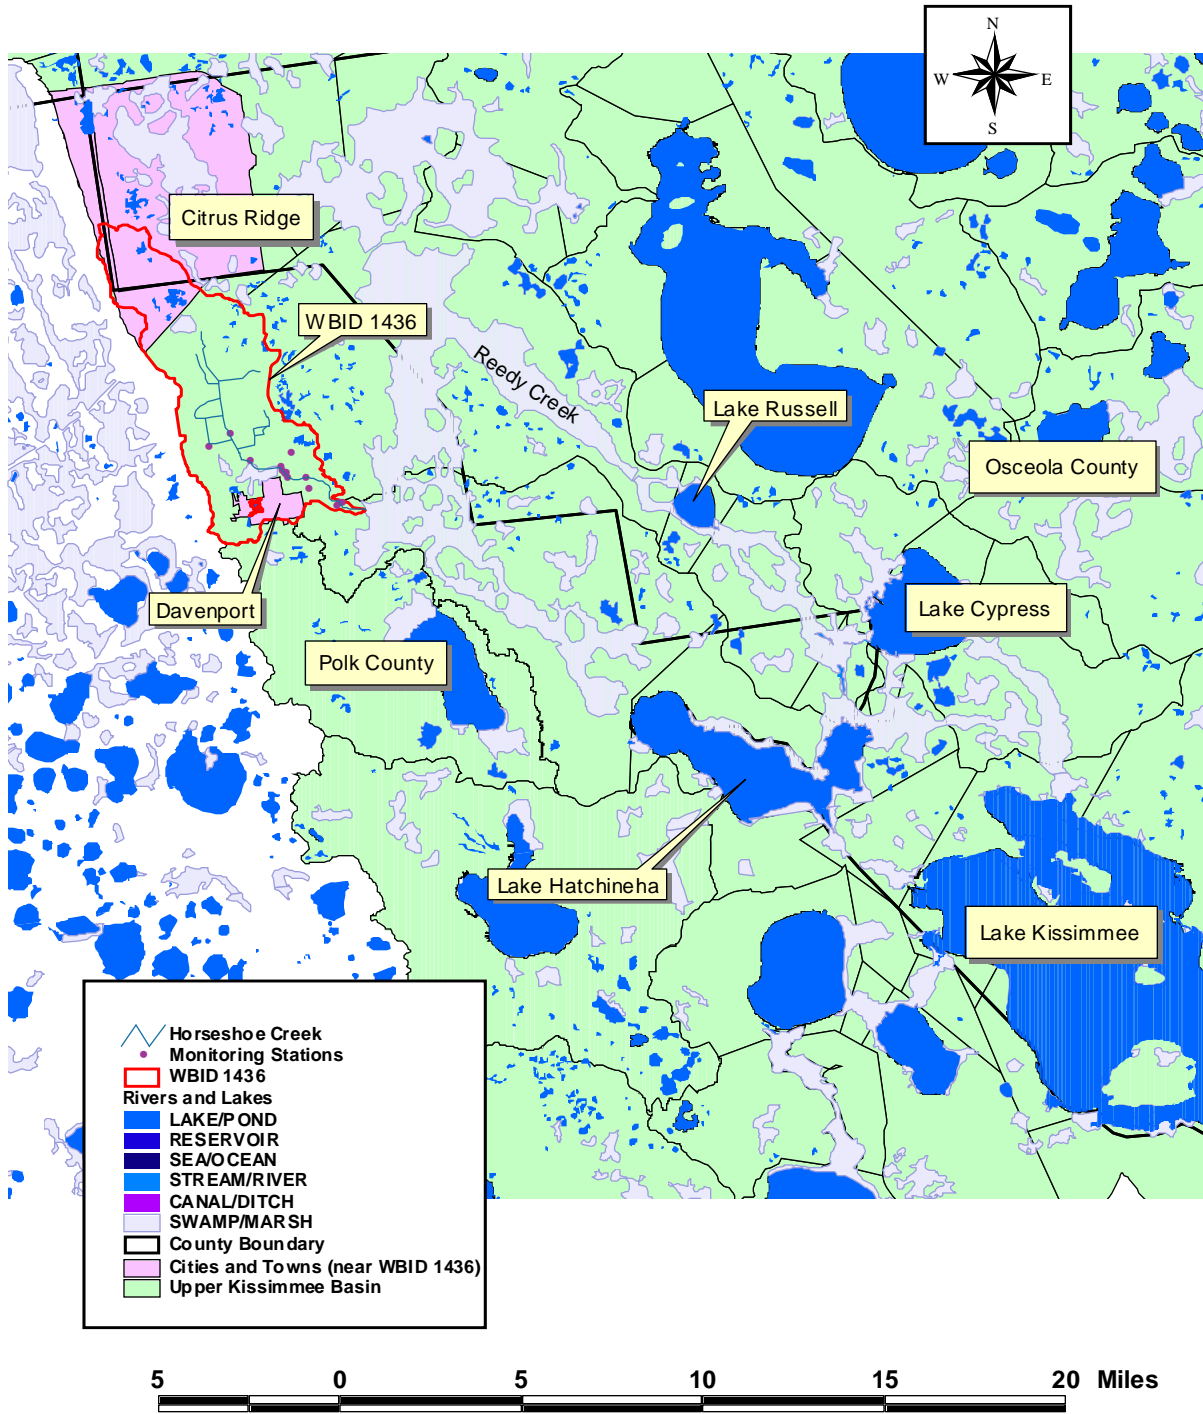 N
W E
S
Citrus Ridge
WBID 1436
Reedy Creek
Lake Russell
Osceola County
Davenport
Lake Cypress
Polk County
Lake Hatchineha
Lake Kissimmee
Horseshoe Creek
Monitoring Stations
WBID 1436
Rivers and Lakes
LAKE/POND
RESERVOIR
SEA/OCEAN
STREAM/RIVER
CANAL/DITCH
SWAMP/MARSH
County Boundary
Cities and Towns (near WBID 1436)
Upper Kissimmee Basin
5 0 5 10 15 20 Miles